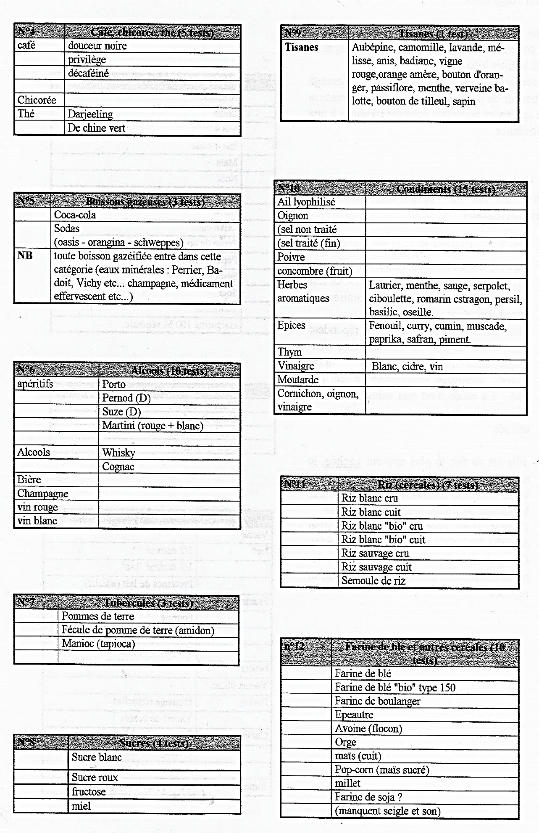 N°4 Café, chicorée, thé (5 tests)
café douceur noire
privilège
décaféiné
Chicorée
Thé Darjeeling
De chine vert
N°5 Boissons gazeuses (3 tests)
Coca-cola
Sodas
(oasis - orangina - schweppes)
NB toute boisson gazéifiée entre dans cette
catégorie (eaux minérales : Perrier, Ba-
doit, Vichy etc... champagne, médicament
effervescent etc...)
N°6 Alcools (10 tests)
apéritifs Porto
Pernod (D)
Suze (D)
Martini (rouge + blanc)
Alcools Whisky
Cognac
Bière
Champagne
vin rouge
vin blanc
N°7 Tubercules (3 tests)
Pommes de terre
Fécule de pomme de terre (amidon)
Manioc (tapioca)
N°8 Sucres (4 tests)
Sucre blanc
Sucre roux
fructose
miel
N°9 Tisanes (1 test)
Tisanes Aubépine, camomille, lavande, mé-
lisse, anis, badiane, vigne
rouge,orange amère, bouton d'oran-
ger, passiflore, menthe, verveine ba-
lotte, bouton de tilleul, sapin
N°10 Condiments (15 tests)
Ail lyophilisé
Oignon
(sel non traité
(sel traité (fin)
Poivre
concombre (fruit)
Herbes Laurier, menthe, sauge, serpolet,
aromatiques ciboulette, romarin estragon, persil,
basilic, oseille.
Epices Fenouil, curry, cumin, muscade,
paprika, safran, piment.
Thym
Vinaigre Blanc, cidre, vin
Moutarde
Cornichon, oignon,
vinaigre
N°11 Riz (céréales) (7 tests)
Riz blanc cru
Riz blanc cuit
Riz blanc "bio" cru
Riz blanc "bio" cuit
Riz sauvage cru
Riz sauvage cuit
Semoule de riz
n°12 Farine de blé et autres céréales (10
tests)
Farine de blé
Farine de blé "bio" type 150
Farine de boulanger
Epeautre
Avoine (flocon)
Orge
maïs (cuit)
Pop-corn (maïs sucré)
millet
Farine de soja ?
(manquent seigle et son)